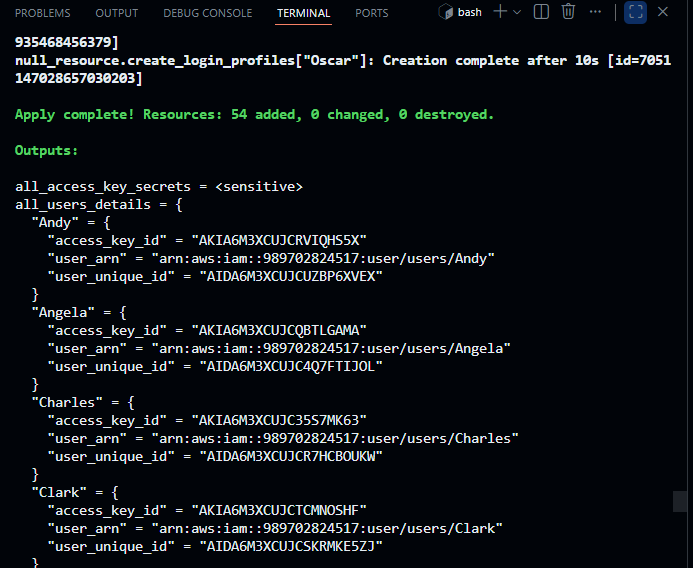 PROBLEMS OUTPUT DEBUG CONSOLE TERMINAL PORTS bash
935468456379]
null_resource.create_login_profiles["Oscar"]: Creation complete after 10s [id=7051
147028657030203]
Apply complete! Resources: 54 added, 0 changed, 0 destroyed.
Outputs:
all_access_key_secrets = <sensitive>
all_users_details = {
"Andy" = {
"access_key_id" = "AKIA6M3XCUJCRVIQHS5X"
"user_arn" = "arn:aws:iam::989702824517:user/users/Andy"
"user_unique_id" = "AIDA6M3XCUJCUZBP6XVEX"
}
"Angela" = {
"access_key_id" = "AKIA6M3XCUJCQBTLGAMA"
"user_arn" = "arn:aws:iam::989702824517:user/users/Angela"
"user_unique_id" = "AIDA6M3XCUJC4Q7FTIJOL"
}
"Charles" = {
"access_key_id" = "AKIA6M3XCUJC35S7MK63"
"user_arn" = "arn:aws:iam::989702824517:user/users/Charles"
"user_unique_id" = "AIDA6M3XCUJCR7HCBOUKW"
}
"Clark" = {
"access_key_id" = "AKIA6M3XCUJCTCMNOSHF"
"user_arn" = "arn:aws:iam::989702824517:user/users/Clark"
"user_unique_id" = "AIDA6M3XCUJCSKRMKE5ZJ"
}